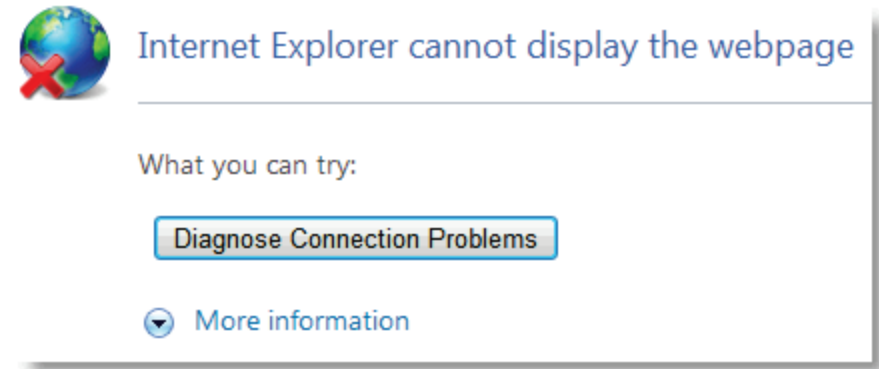 Internet Explorer cannot display the webpage
What you can try:
Diagnose Connection Problems
More information